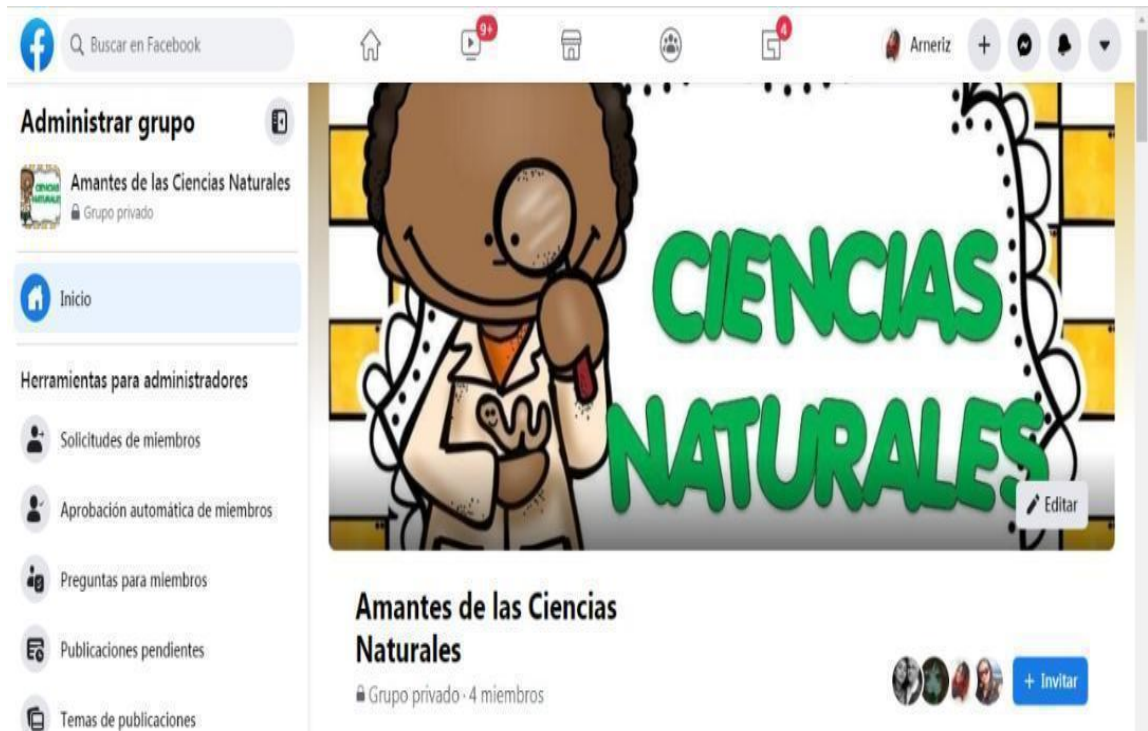 Buscar en Facebook
9+
4
Arneriz
Administrar grupo
Amantes de las Ciencias Naturales
Grupo privado
Inicio
Herramientas para administradores
Solicitudes de miembros
Aprobación automática de miembros
Preguntas para miembros
Publicaciones pendientes
Temas de publicaciones
CIENCIAS
NATURALES
Editar
Amantes de las Ciencias
Naturales
Grupo privado · 4 miembros
+ Invitar